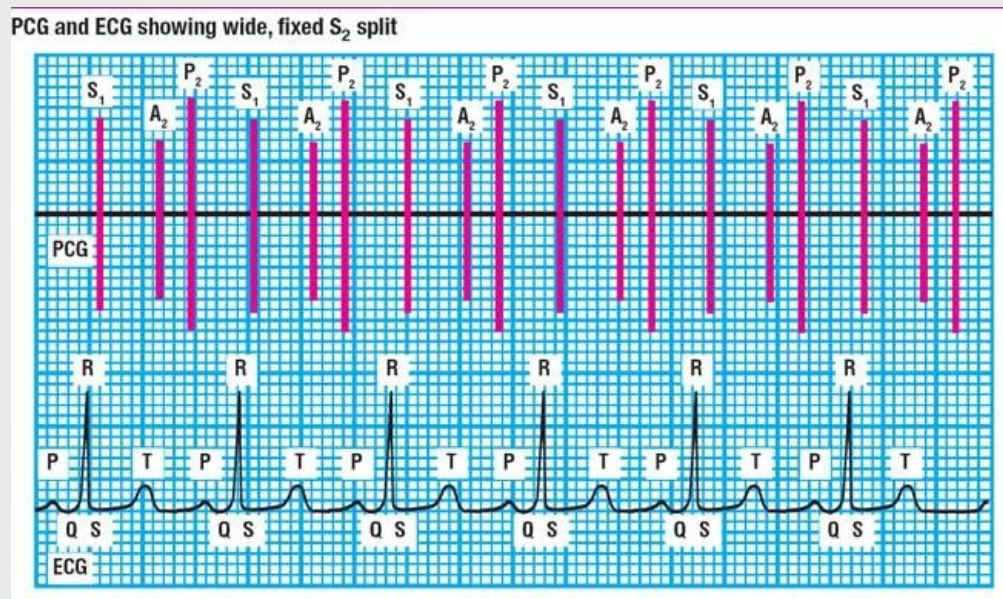 PCG and ECG showing wide, fixed S₂ split
P₂ P₂ P₂ P₂ P₂ P₂
S₁ S₁ S₁ S₁ S₁ S₁
A₂ A₂ A₂ A₂ A₂ A₂
PCG
R R R R R R
P T P T P T P T P T P T
Q S Q S Q S Q S Q S Q S
ECG